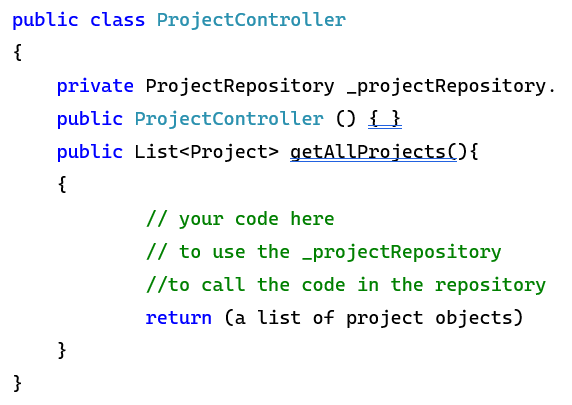 public class ProjectController
{
private ProjectRepository _projectRepository.
public ProjectController () { }
public List<Project> getAllProjects(){
{
// your code here
// to use the _projectRepository
//to call the code in the repository
return (a list of project objects)
}
}